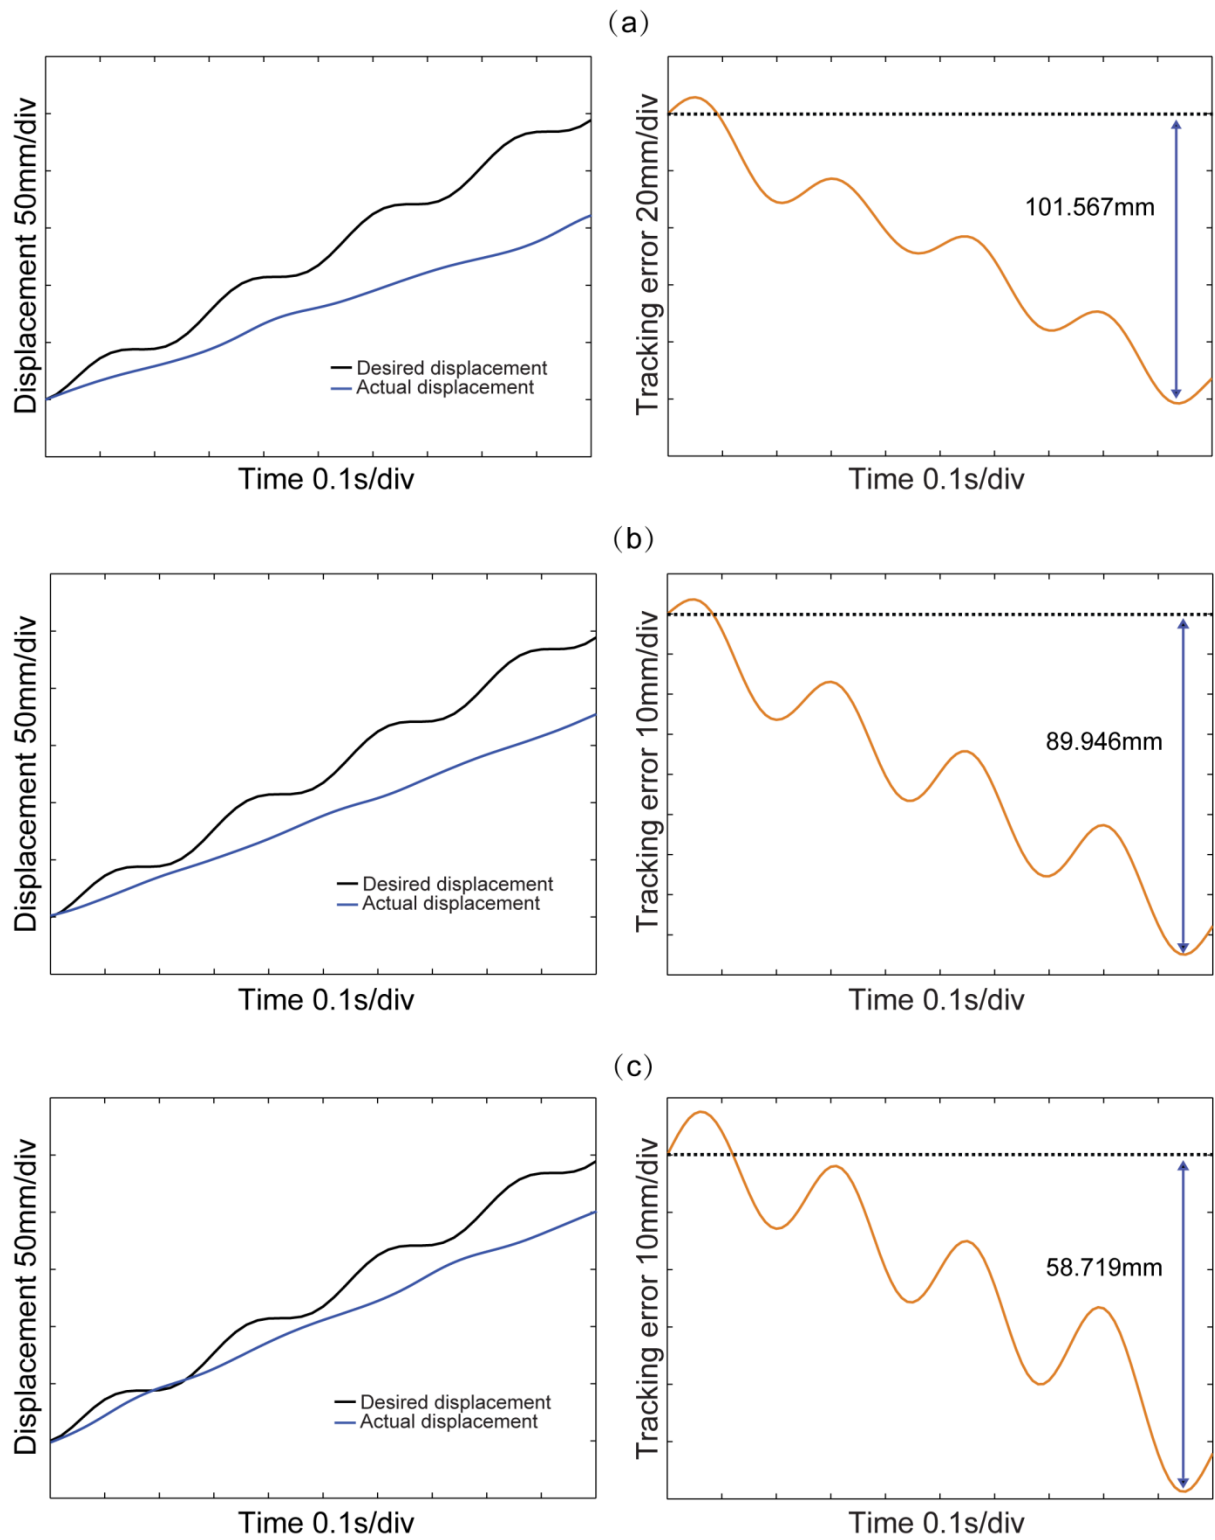 （a）
Displacement 50mm/div
Desired displacement
Actual displacement
Time 0.1s/div
Tracking error 20mm/div
101.567mm
Time 0.1s/div
（b）
Displacement 50mm/div
Desired displacement
Actual displacement
Time 0.1s/div
Tracking error 10mm/div
89.946mm
Time 0.1s/div
（c）
Displacement 50mm/div
Desired displacement
Actual displacement
Time 0.1s/div
Tracking error 10mm/div
58.719mm
Time 0.1s/div